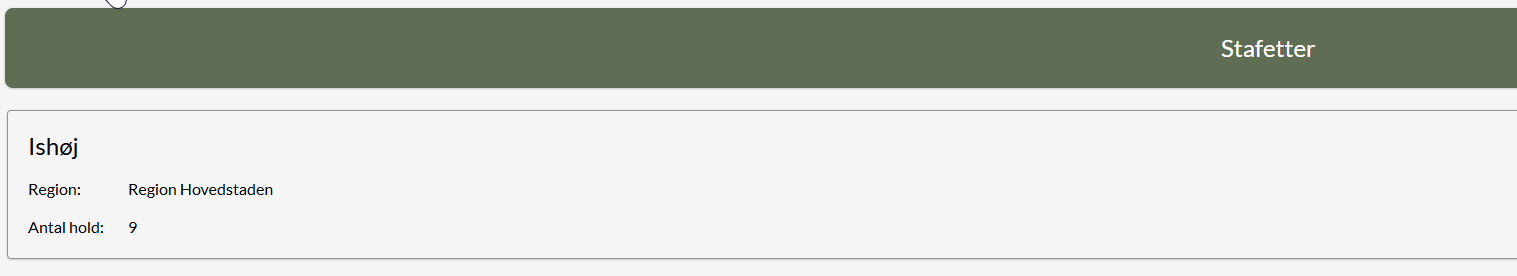 Stafetter
Ishøj
Region: Region Hovedstaden
Antal hold: 9